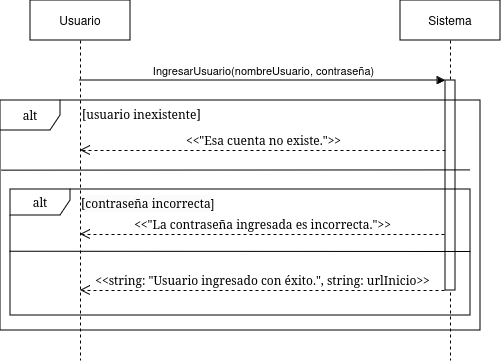 Usuario
Sistema
IngresarUsuario(nombreUsuario, contraseña)
alt
[usuario inexistente]
<<"Esa cuenta no existe.">>
alt
[contraseña incorrecta]
<<"La contraseña ingresada es incorrecta.">>
<<string: "Usuario ingresado con éxito.", string: urlInicio>>